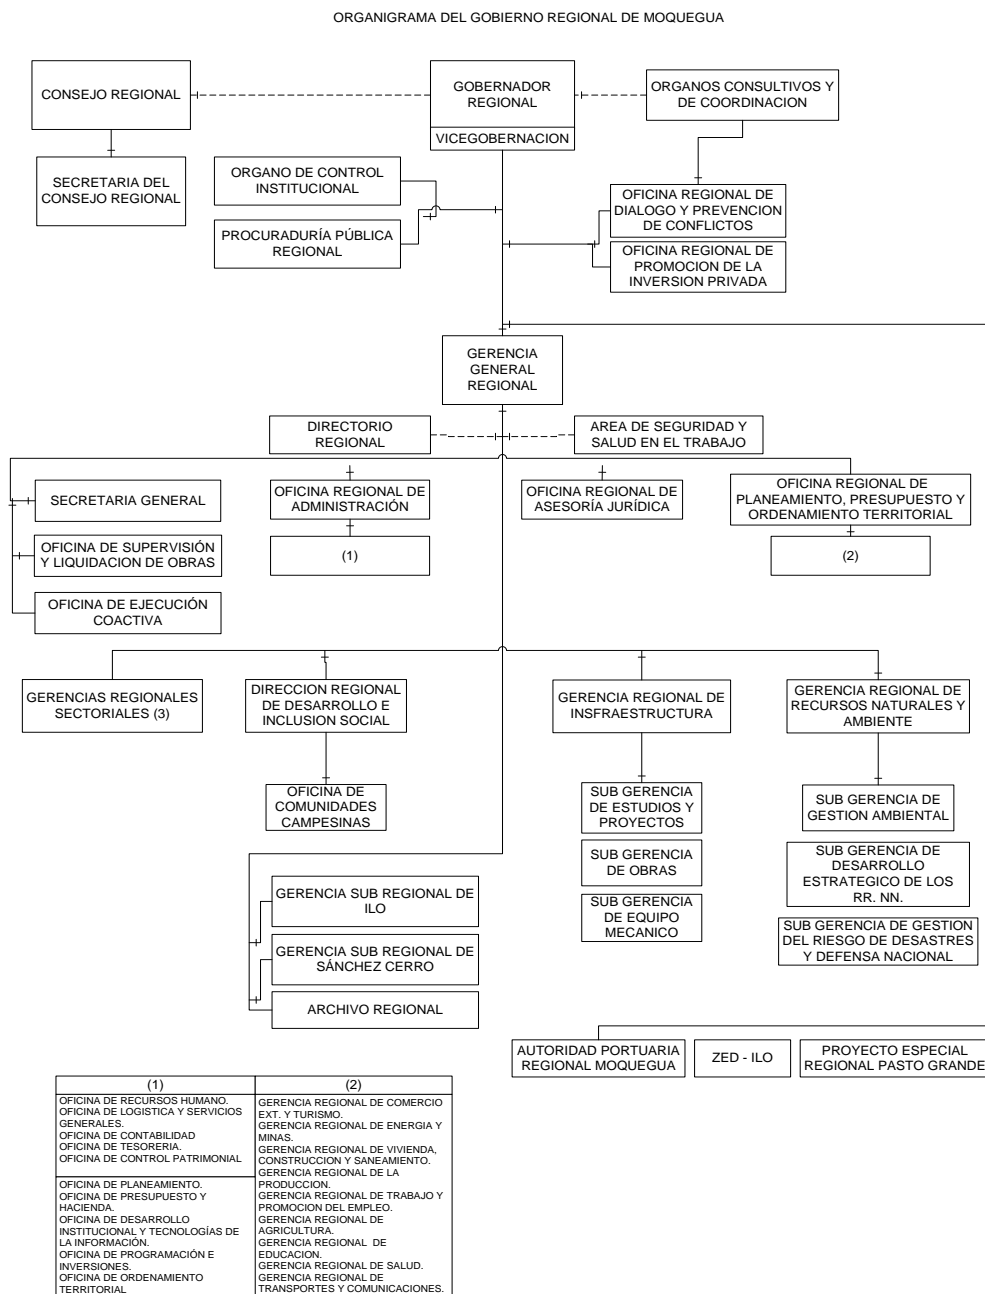 ORGANIGRAMA DEL GOBIERNO REGIONAL DE MOQUEGUA
CONSEJO REGIONAL
GOBERNADOR
REGIONAL
VICEGOBERNACION
ORGANOS CONSULTIVOS Y
DE COORDINACION
SECRETARIA DEL
CONSEJO REGIONAL
ORGANO DE CONTROL
INSTITUCIONAL
PROCURADURÍA PÚBLICA
REGIONAL
OFICINA REGIONAL DE
DIALOGO Y PREVENCION
DE CONFLICTOS
OFICINA REGIONAL DE
PROMOCION DE LA
INVERSION PRIVADA
GERENCIA
GENERAL
REGIONAL
DIRECTORIO
REGIONAL
AREA DE SEGURIDAD Y
SALUD EN EL TRABAJO
SECRETARIA GENERAL
OFICINA DE SUPERVISIÓN
Y LIQUIDACION DE OBRAS
OFICINA DE EJECUCIÓN
COACTIVA
OFICINA REGIONAL DE
ADMINISTRACIÓN
(1)
OFICINA REGIONAL DE
ASESORÍA JURÍDICA
OFICINA REGIONAL DE
PLANEAMIENTO, PRESUPUESTO Y
ORDENAMIENTO TERRITORIAL
(2)
GERENCIAS REGIONALES
SECTORIALES (3)
DIRECCION REGIONAL
DE DESARROLLO E
INCLUSION SOCIAL
OFICINA DE
COMUNIDADES
CAMPESINAS
GERENCIA REGIONAL DE
INSFRAESTRUCTURA
SUB GERENCIA
DE ESTUDIOS Y
PROYECTOS
SUB GERENCIA
DE OBRAS
SUB GERENCIA
DE EQUIPO
MECANICO
GERENCIA REGIONAL DE
RECURSOS NATURALES Y
AMBIENTE
SUB GERENCIA DE
GESTION AMBIENTAL
SUB GERENCIA DE
DESARROLLO
ESTRATEGICO DE LOS
RR. NN.
SUB GERENCIA DE GESTION
DEL RIESGO DE DESASTRES
Y DEFENSA NACIONAL
GERENCIA SUB REGIONAL DE
ILO
GERENCIA SUB REGIONAL DE
SÁNCHEZ CERRO
ARCHIVO REGIONAL
AUTORIDAD PORTUARIA
REGIONAL MOQUEGUA
ZED - ILO
PROYECTO ESPECIAL
REGIONAL PASTO GRANDE
(1)
OFICINA DE RECURSOS HUMANO.
OFICINA DE LOGISTICA Y SERVICIOS
GENERALES.
OFICINA DE CONTABILIDAD
OFICINA DE TESORERIA.
OFICINA DE CONTROL PATRIMONIAL
OFICINA DE PLANEAMIENTO.
OFICINA DE PRESUPUESTO Y
HACIENDA.
OFICINA DE DESARROLLO
INSTITUCIONAL Y TECNOLOGÍAS DE
LA INFORMACIÓN.
OFICINA DE PROGRAMACIÓN E
INVERSIONES.
OFICINA DE ORDENAMIENTO
TERRITORIAL
(2)
GERENCIA REGIONAL DE COMERCIO
EXT. Y TURISMO.
GERENCIA REGIONAL DE ENERGIA Y
MINAS.
GERENCIA REGIONAL DE VIVIENDA,
CONSTRUCCION Y SANEAMIENTO.
GERENCIA REGIONAL DE LA
PRODUCCION.
GERENCIA REGIONAL DE TRABAJO Y
PROMOCION DEL EMPLEO.
GERENCIA REGIONAL DE
AGRICULTURA.
GERENCIA REGIONAL DE
EDUCACION.
GERENCIA REGIONAL DE SALUD.
GERENCIA REGIONAL DE
TRANSPORTES Y COMUNICACIONES.